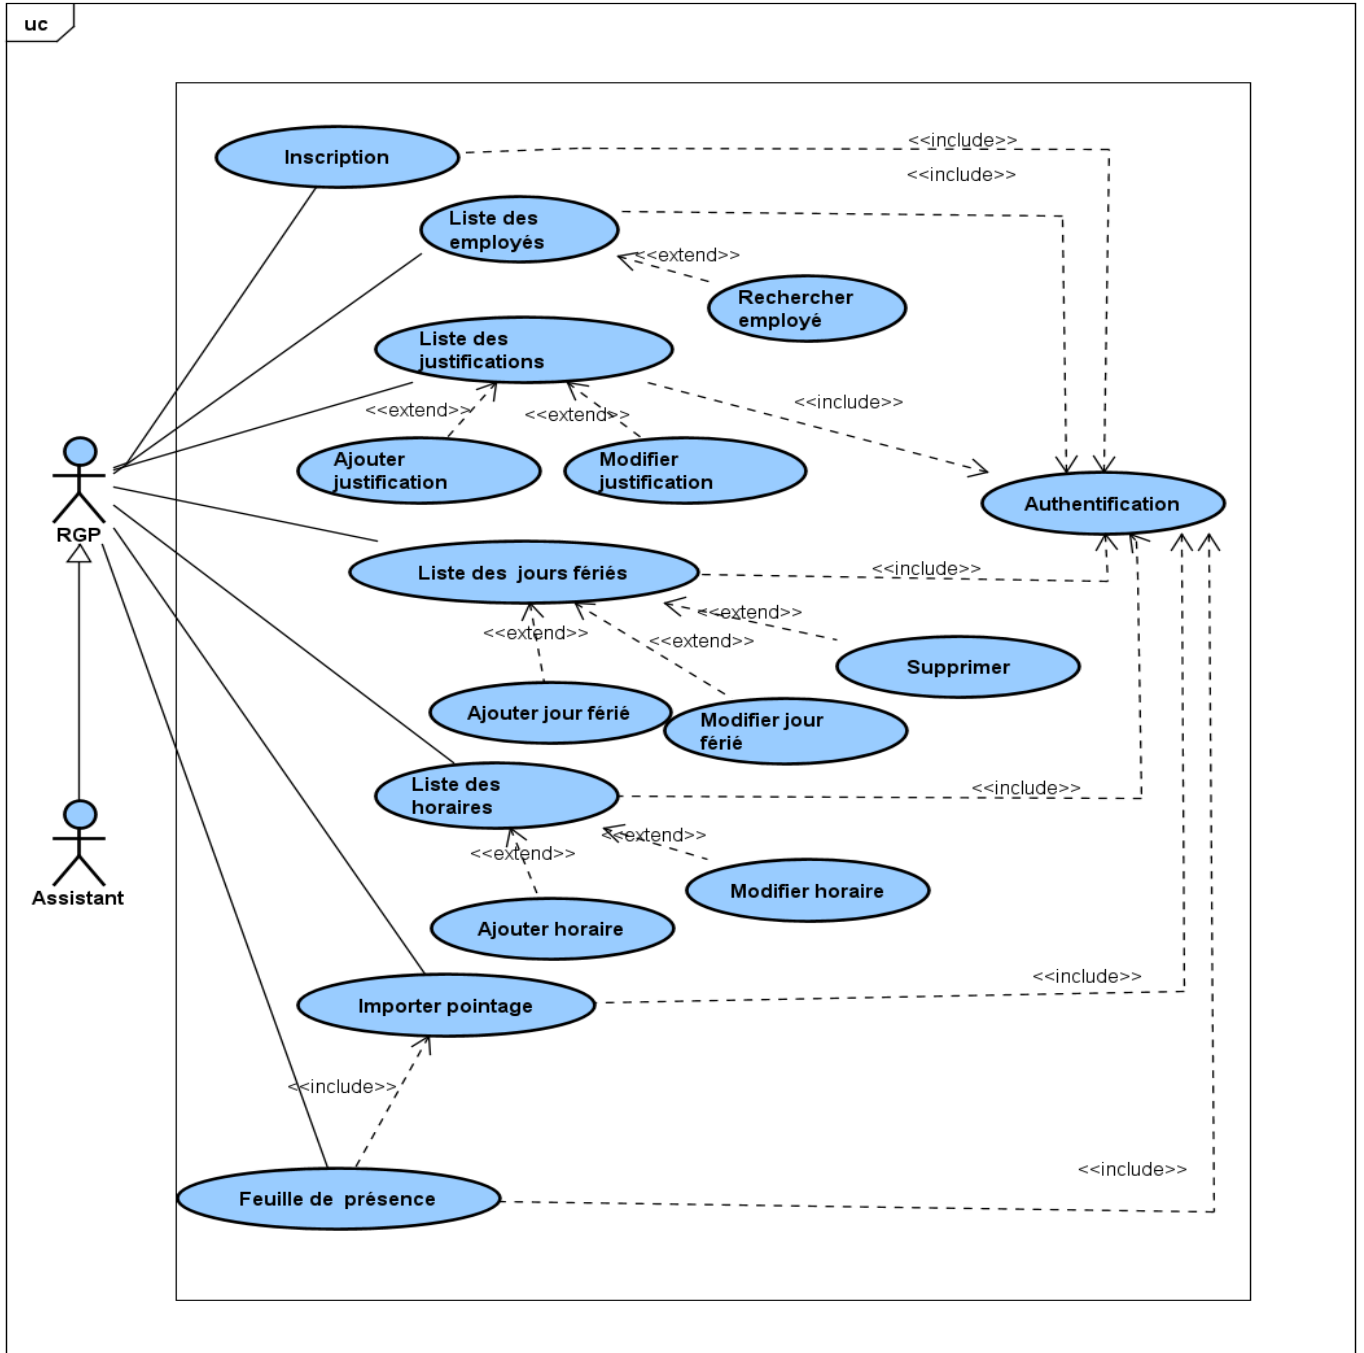 uc
Inscription
<<include>>
<<include>>
Liste des
employés
<<extend>>
Rechercher
employé
Liste des
justifications
<<extend>>
<<extend>>
<<include>>
Ajouter
justification
Modifier
justification
Authentification
RGP
Liste des  jours fériés
<<include>>
<<extend>>
<<extend>>
<<extend>>
Supprimer
Ajouter jour férié
Modifier jour
férié
Liste des
horaires
<<include>>
<<extend>>
<<extend>>
Modifier horaire
Assistant
Ajouter horaire
<<include>>
Importer pointage
<<include>>
<<include>>
Feuille de  présence